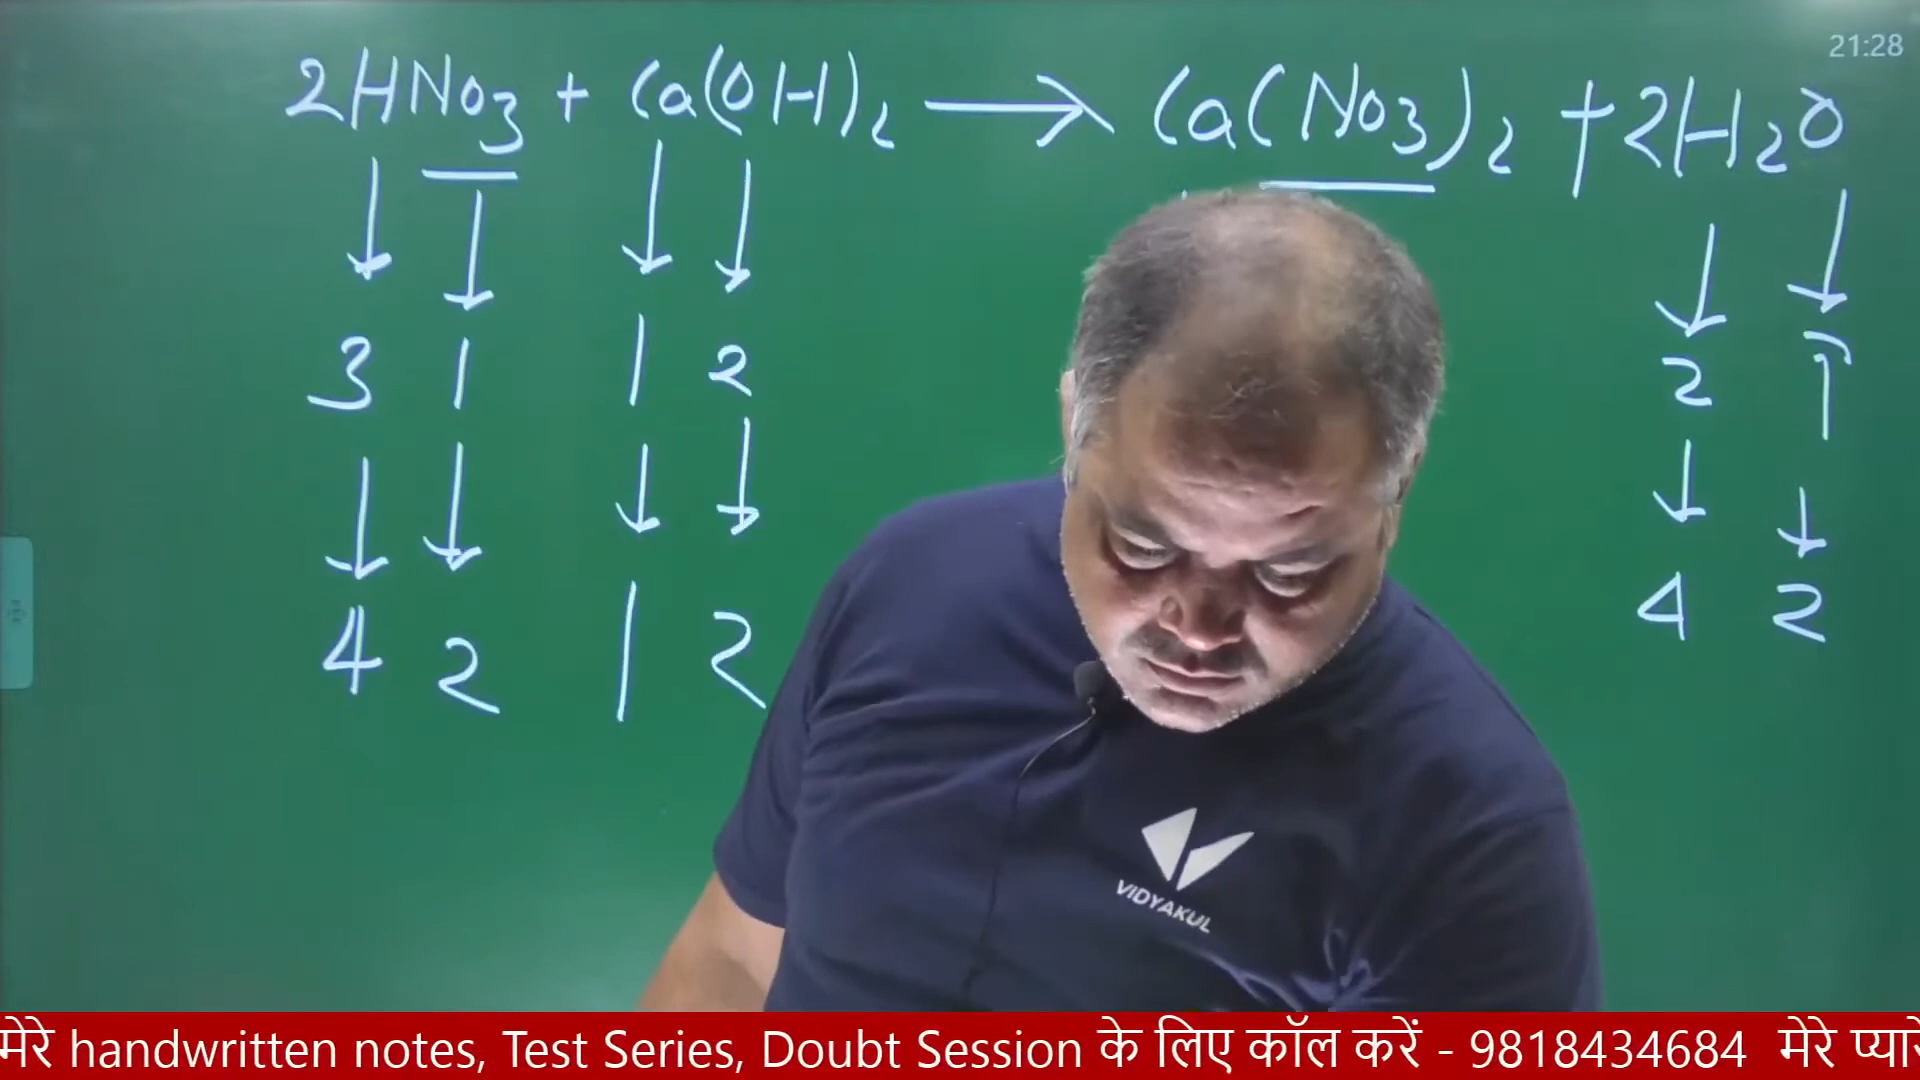 21:28
2HNO3 + Ca(OH)2 → Ca(NO3)2 + 2H2O
↓ ↓ ↓ ↓ ↓ ↓
3 1 1 2 2 1
↓ ↓ ↓ ↓ ↓ ↓
4 2 1 2 4 2
VIDYAKUL
मेरे handwritten notes, Test Series, Doubt Session के लिए कॉल करें - 9818434684 मेरे